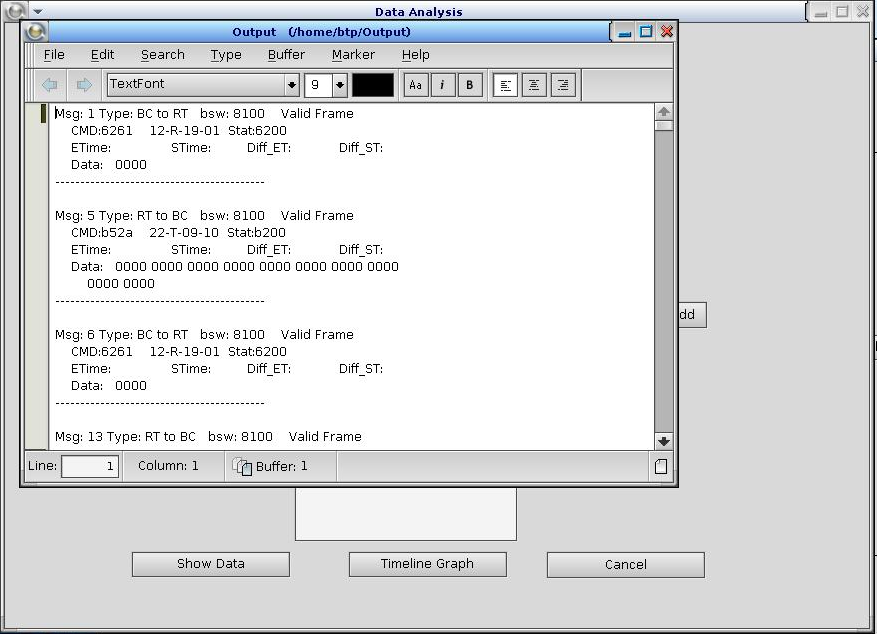 Data Analysis
Output (/home/btp/Output)
File Edit Search Type Buffer Marker Help
TextFont 9 Aa i B
Msg: 1 Type: BC to RT bsw: 8100 Valid Frame
CMD:6261 12-R-19-01 Stat:6200
ETime: STime: Diff_ET: Diff_ST:
Data: 0000
------------------------------------------
Msg: 5 Type: RT to BC bsw: 8100 Valid Frame
CMD:b52a 22-T-09-10 Stat:b200
ETime: STime: Diff_ET: Diff_ST:
Data: 0000 0000 0000 0000 0000 0000 0000 0000
0000 0000
------------------------------------------
Msg: 6 Type: BC to RT bsw: 8100 Valid Frame
CMD:6261 12-R-19-01 Stat:6200
ETime: STime: Diff_ET: Diff_ST:
Data: 0000
------------------------------------------
Msg: 13 Type: RT to BC bsw: 8100 Valid Frame
Line: 1 Column: 1 Buffer: 1
dd
Show Data Timeline Graph Cancel